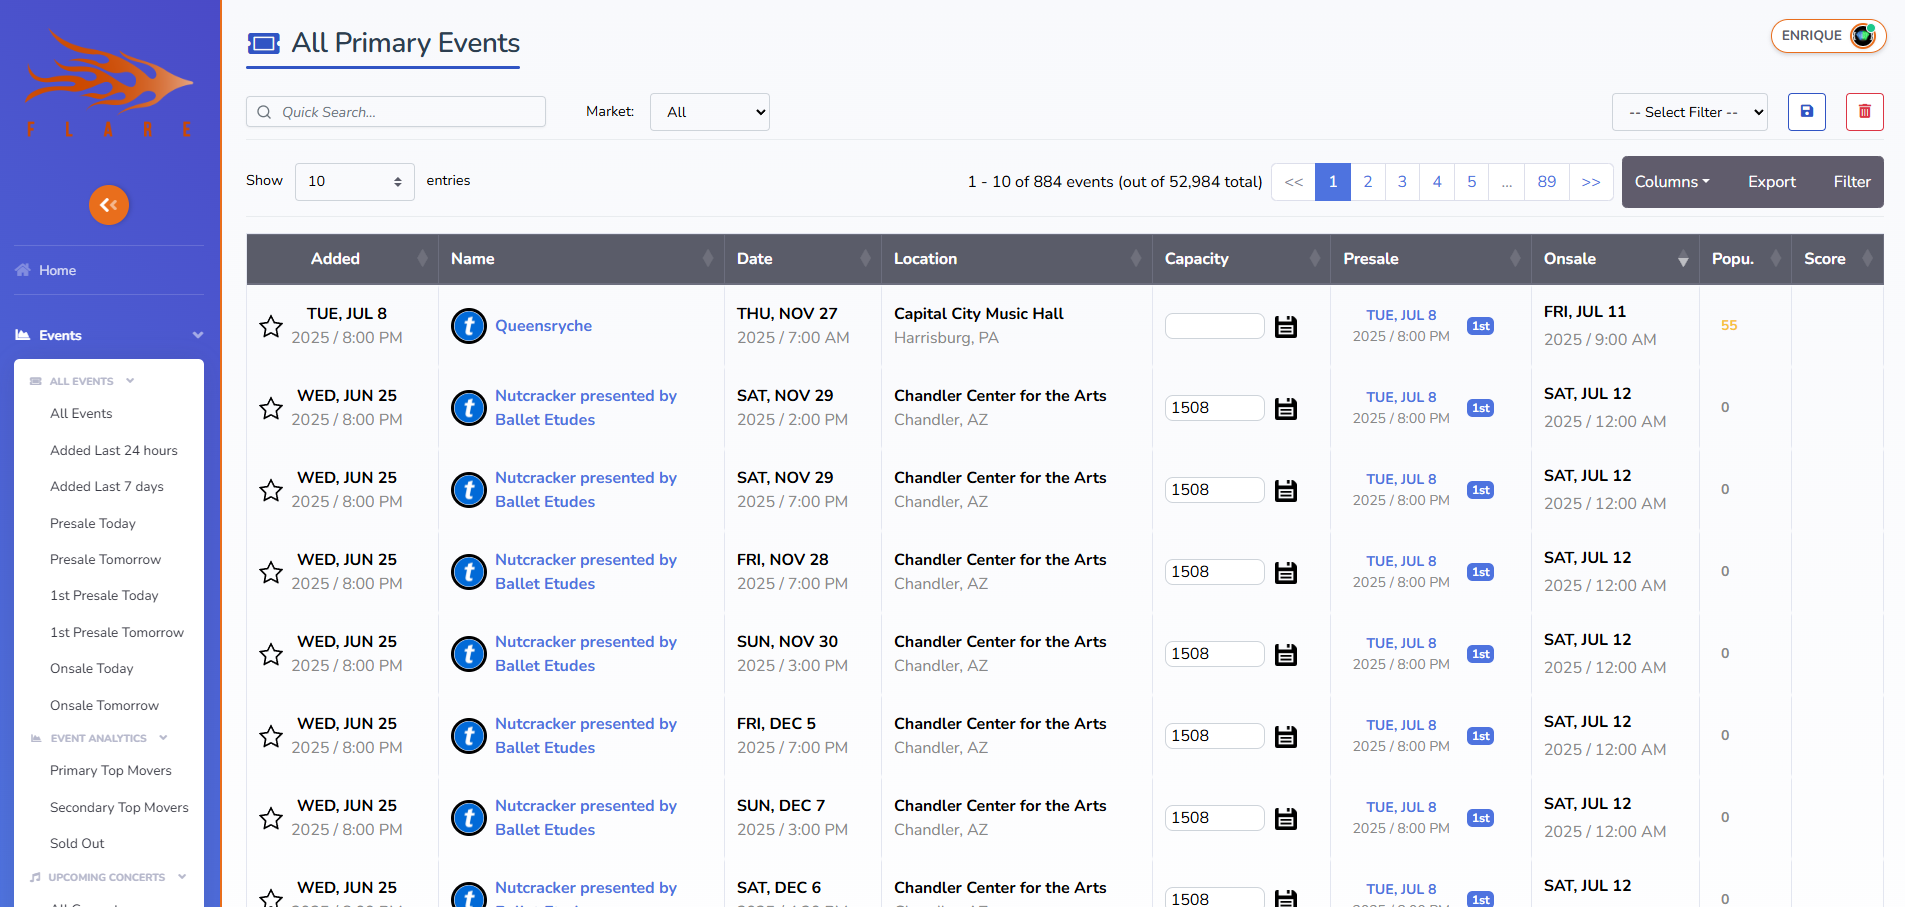 FLARE
Home
Events
ALL EVENTS
All Events
Added Last 24 hours
Added Last 7 days
Presale Today
Presale Tomorrow
1st Presale Today
1st Presale Tomorrow
Onsale Today
Onsale Tomorrow
EVENT ANALYTICS
Primary Top Movers
Secondary Top Movers
Sold Out
UPCOMING CONCERTS
All Primary Events
ENRIQUE
Quick Search...
Market: All
-- Select Filter --
Show 10 entries
1 - 10 of 884 events (out of 52,984 total) << 1 2 3 4 5 ... 89 >>
Columns Export Filter
Added Name Date Location Capacity Presale Onsale Popu. Score
TUE, JUL 8
2025 / 8:00 PM
t
Queensryche
THU, NOV 27
2025 / 7:00 AM
Capital City Music Hall
Harrisburg, PA
TUE, JUL 8
2025 / 8:00 PM
1st
FRI, JUL 11
2025 / 9:00 AM
55
WED, JUN 25
2025 / 8:00 PM
t
Nutcracker presented by
Ballet Etudes
SAT, NOV 29
2025 / 2:00 PM
Chandler Center for the Arts
Chandler, AZ
1508
TUE, JUL 8
2025 / 8:00 PM
1st
SAT, JUL 12
2025 / 12:00 AM
0
WED, JUN 25
2025 / 8:00 PM
t
Nutcracker presented by
Ballet Etudes
SAT, NOV 29
2025 / 7:00 PM
Chandler Center for the Arts
Chandler, AZ
1508
TUE, JUL 8
2025 / 8:00 PM
1st
SAT, JUL 12
2025 / 12:00 AM
0
WED, JUN 25
2025 / 8:00 PM
t
Nutcracker presented by
Ballet Etudes
FRI, NOV 28
2025 / 7:00 PM
Chandler Center for the Arts
Chandler, AZ
1508
TUE, JUL 8
2025 / 8:00 PM
1st
SAT, JUL 12
2025 / 12:00 AM
0
WED, JUN 25
2025 / 8:00 PM
t
Nutcracker presented by
Ballet Etudes
SUN, NOV 30
2025 / 3:00 PM
Chandler Center for the Arts
Chandler, AZ
1508
TUE, JUL 8
2025 / 8:00 PM
1st
SAT, JUL 12
2025 / 12:00 AM
0
WED, JUN 25
2025 / 8:00 PM
t
Nutcracker presented by
Ballet Etudes
FRI, DEC 5
2025 / 7:00 PM
Chandler Center for the Arts
Chandler, AZ
1508
TUE, JUL 8
2025 / 8:00 PM
1st
SAT, JUL 12
2025 / 12:00 AM
0
WED, JUN 25
2025 / 8:00 PM
t
Nutcracker presented by
Ballet Etudes
SUN, DEC 7
2025 / 3:00 PM
Chandler Center for the Arts
Chandler, AZ
1508
TUE, JUL 8
2025 / 8:00 PM
1st
SAT, JUL 12
2025 / 12:00 AM
0
WED, JUN 25
t
Nutcracker presented by
SAT, DEC 6
Chandler Center for the Arts
1508
TUE, JUL 8
1st
SAT, JUL 12
0